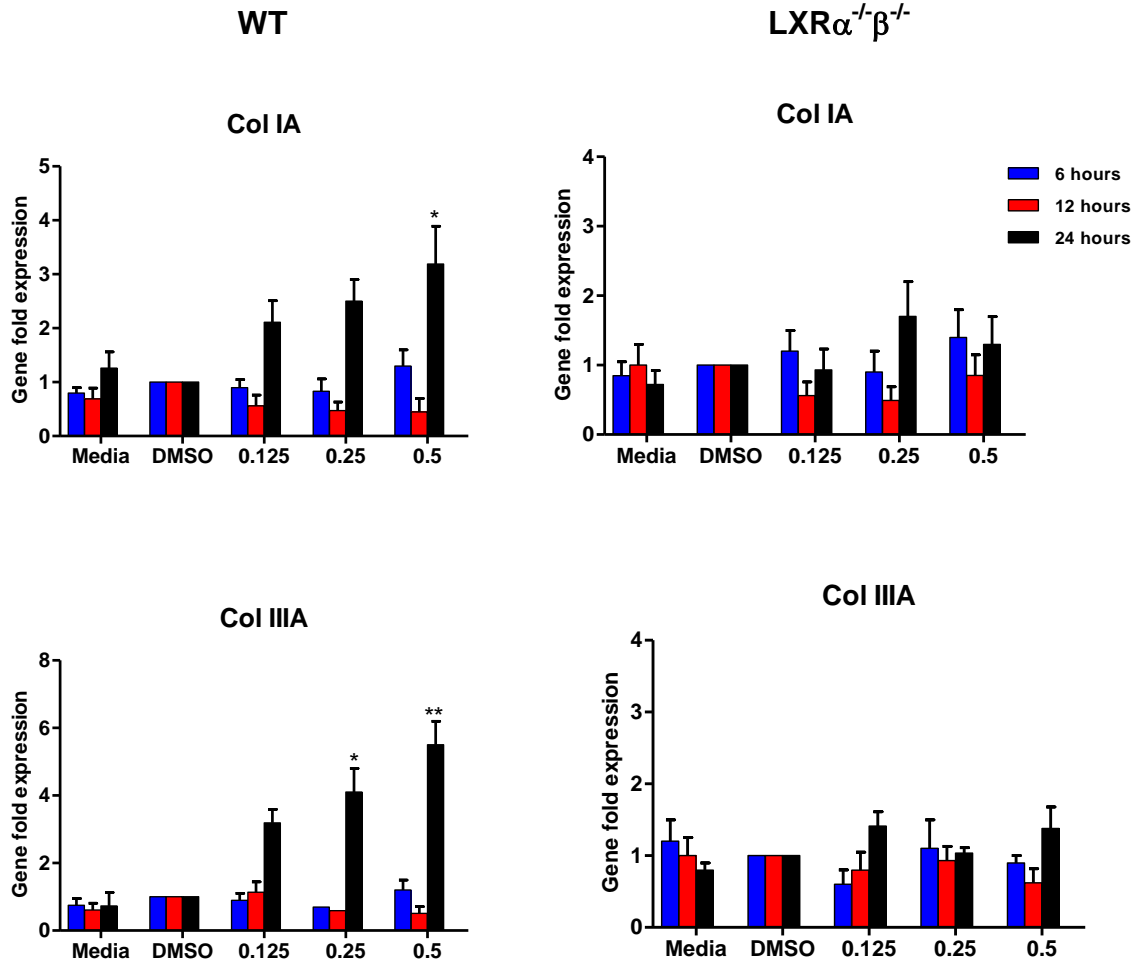 WT
LXRα-/-β-/-
Col IA
Gene fold expression
5
4
3
2
1
0
*
Media DMSO 0.125 0.25 0.5
Col IA
Gene fold expression
4
3
2
1
0
Media DMSO 0.125 0.25 0.5
6 hours
12 hours
24 hours
Col IIIA
Gene fold expression
8
6
4
2
0
*
**
Media DMSO 0.125 0.25 0.5
Col IIIA
Gene fold expression
4
3
2
1
0
Media DMSO 0.125 0.25 0.5